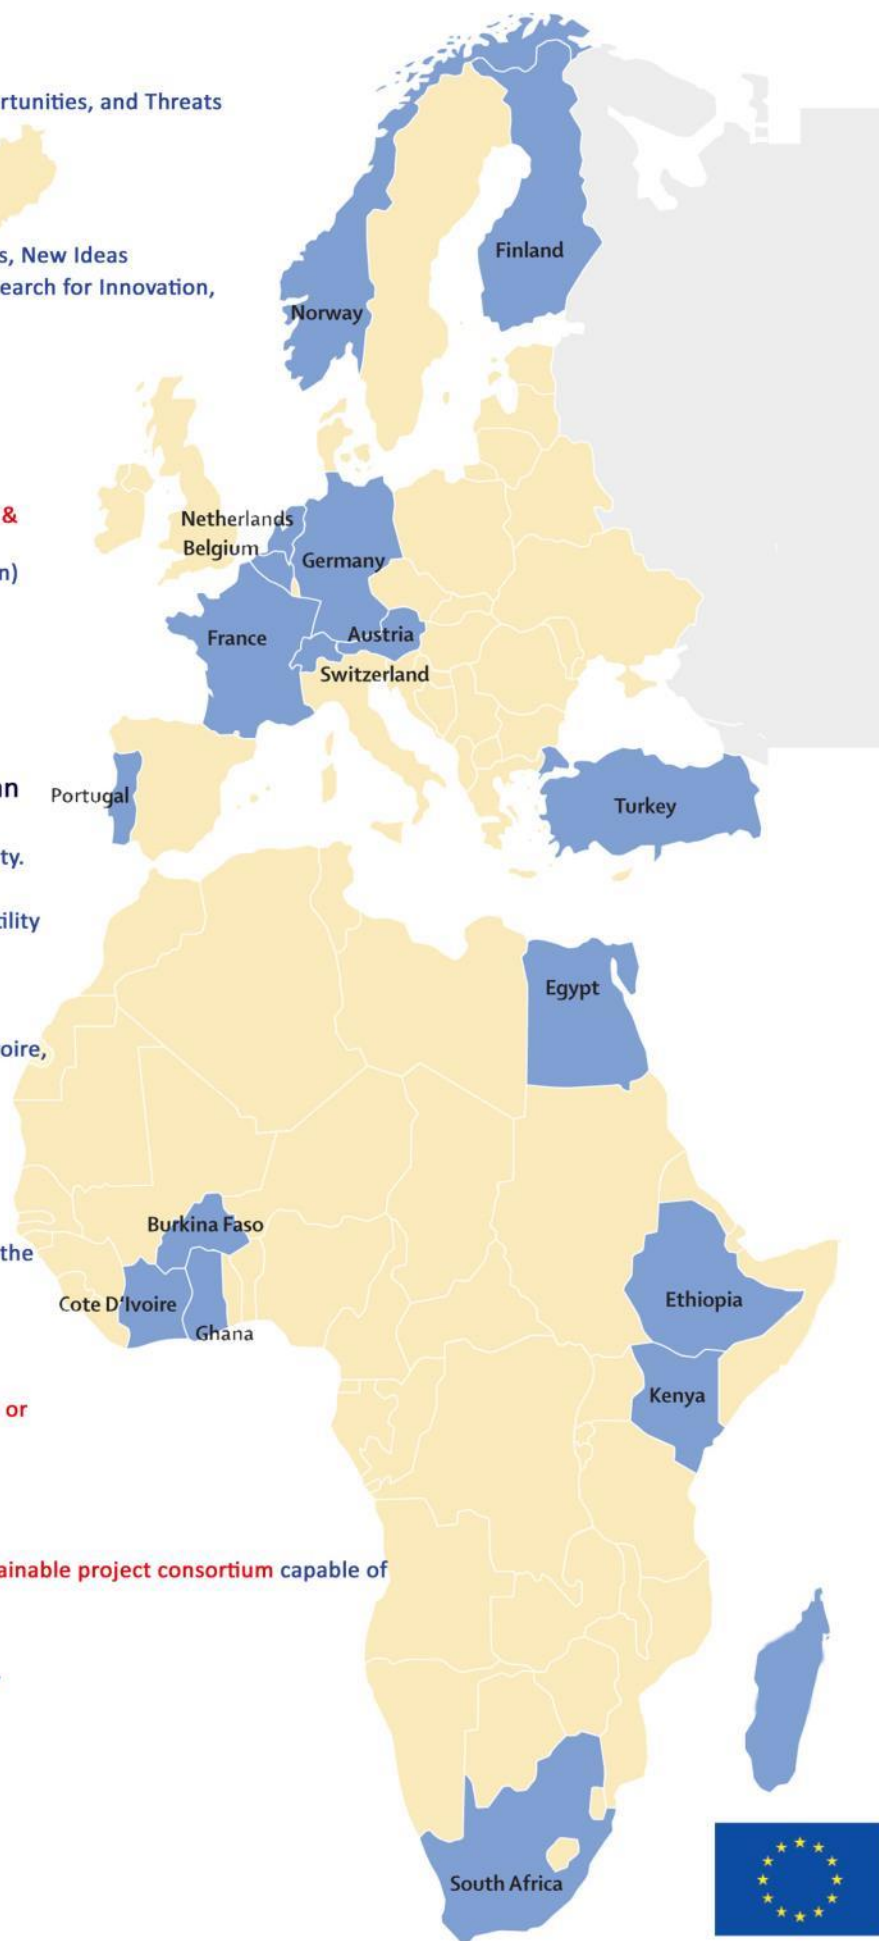 rtunities, and Threats
Finland
s, New Ideas
earch for Innovation,
Norway
&
Netherlands
Belgium
Germany
n)
France
Austria
Switzerland
n
Portugal
Turkey
ty.
tility
Egypt
oire,
Burkina Faso
the
Ethiopia
Cote D'Ivoire
Ghana
Kenya
or
ainable project consortium capable of
South Africa